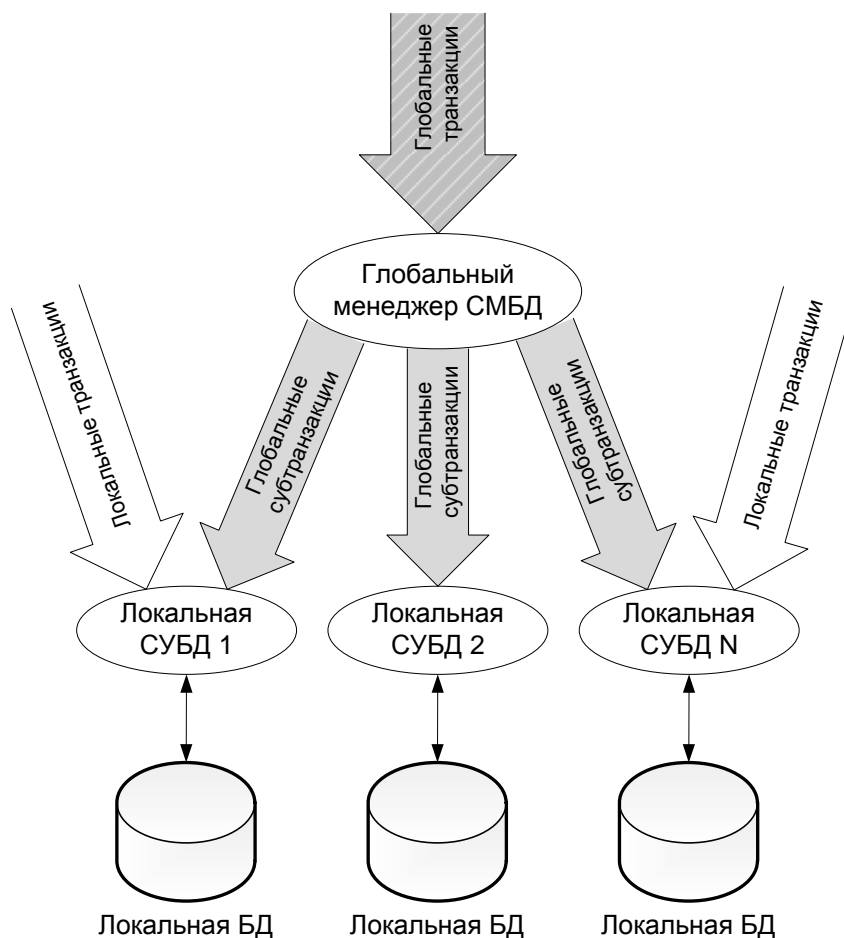 Глобальные
транзакции
Глобальный
менеджер СМБД
Локальные транзакции
Глобальные
субтранзакции
Глобальные
субтранзакции
Глобальные
субтранзакции
Локальные транзакции
Локальная
СУБД 1
Локальная
СУБД 2
Локальная
СУБД N
Локальная БД
Локальная БД
Локальная БД